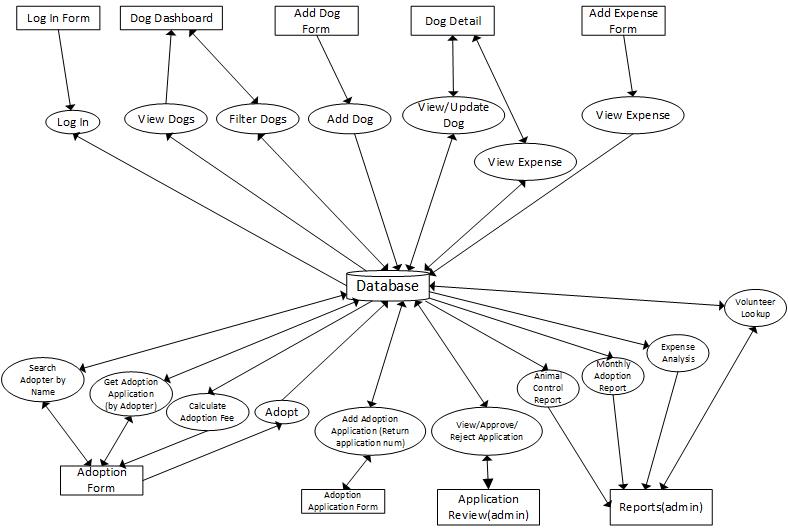 Log In Form
Dog Dashboard
Add Dog
Form
Dog Detail
Add Expense
Form
Log In
View Dogs
Filter Dogs
Add Dog
View/Update
Dog
View Expense
View Expense
Database
Volunteer
Lookup
Search
Adopter by
Name
Get Adoption
Application
(by Adopter)
Calculate
Adoption Fee
Adopt
Add Adoption
Application (Return
application num)
View/Approve/
Reject Application
Animal
Control
Report
Monthly
Adoption
Report
Expense
Analysis
Adoption
Form
Adoption
Application Form
Application
Review(admin)
Reports(admin)